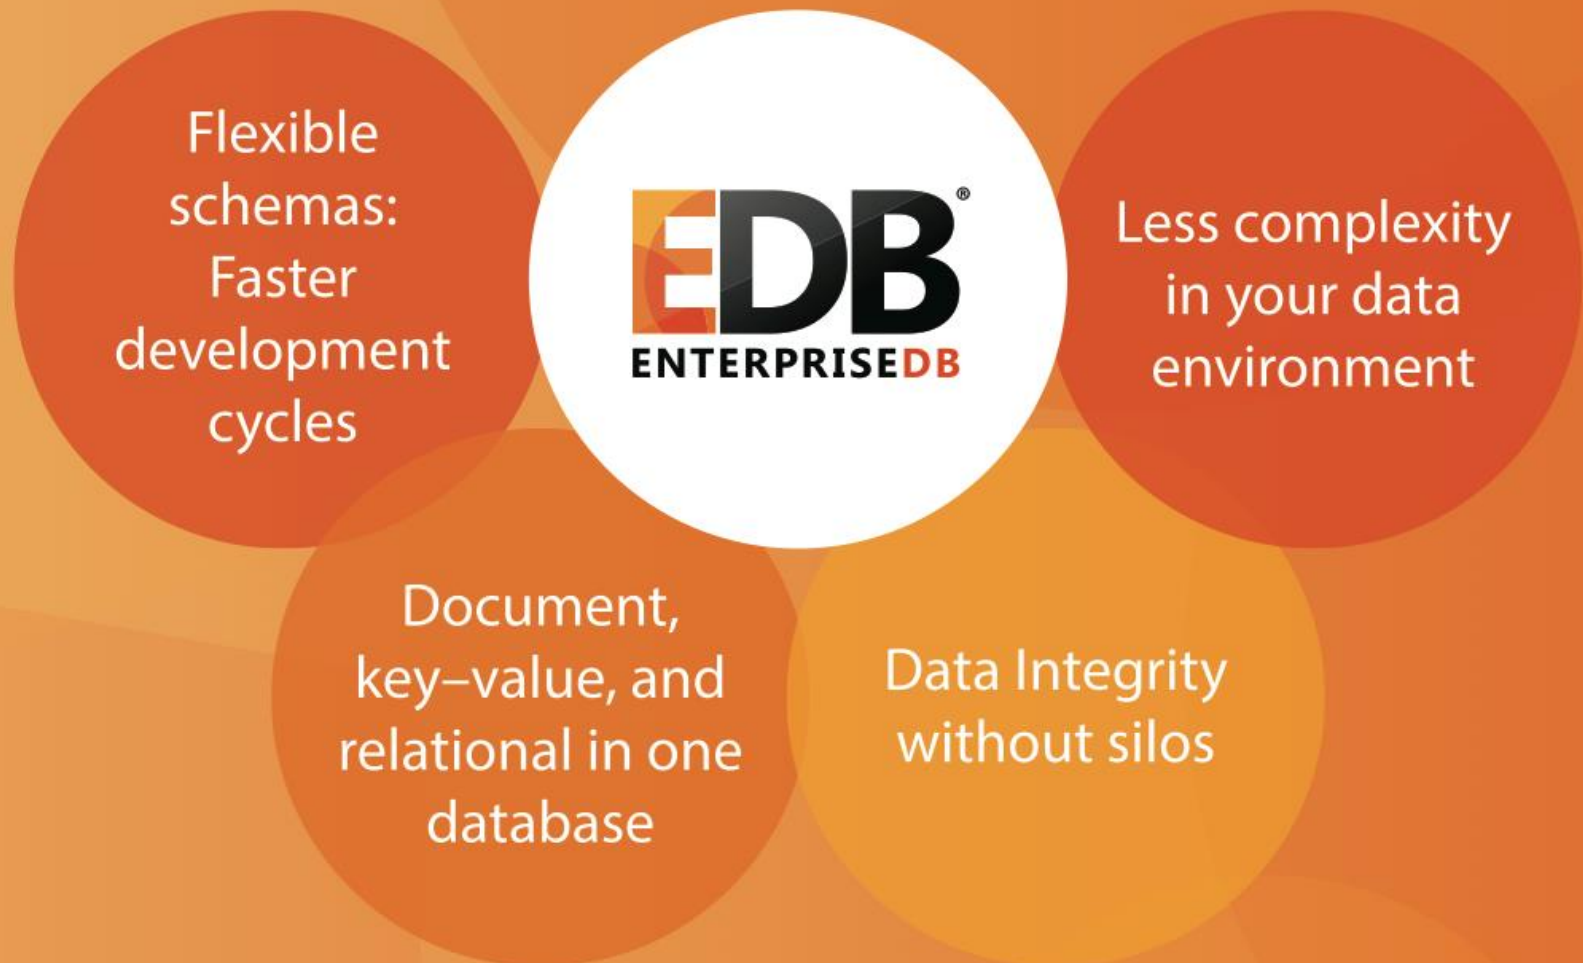 Flexible
schemas:
Faster
development
cycles
EDB®
ENTERPRISEDB
Less complexity
in your data
environment
Document,
key–value, and
relational in one
database
Data Integrity
without silos